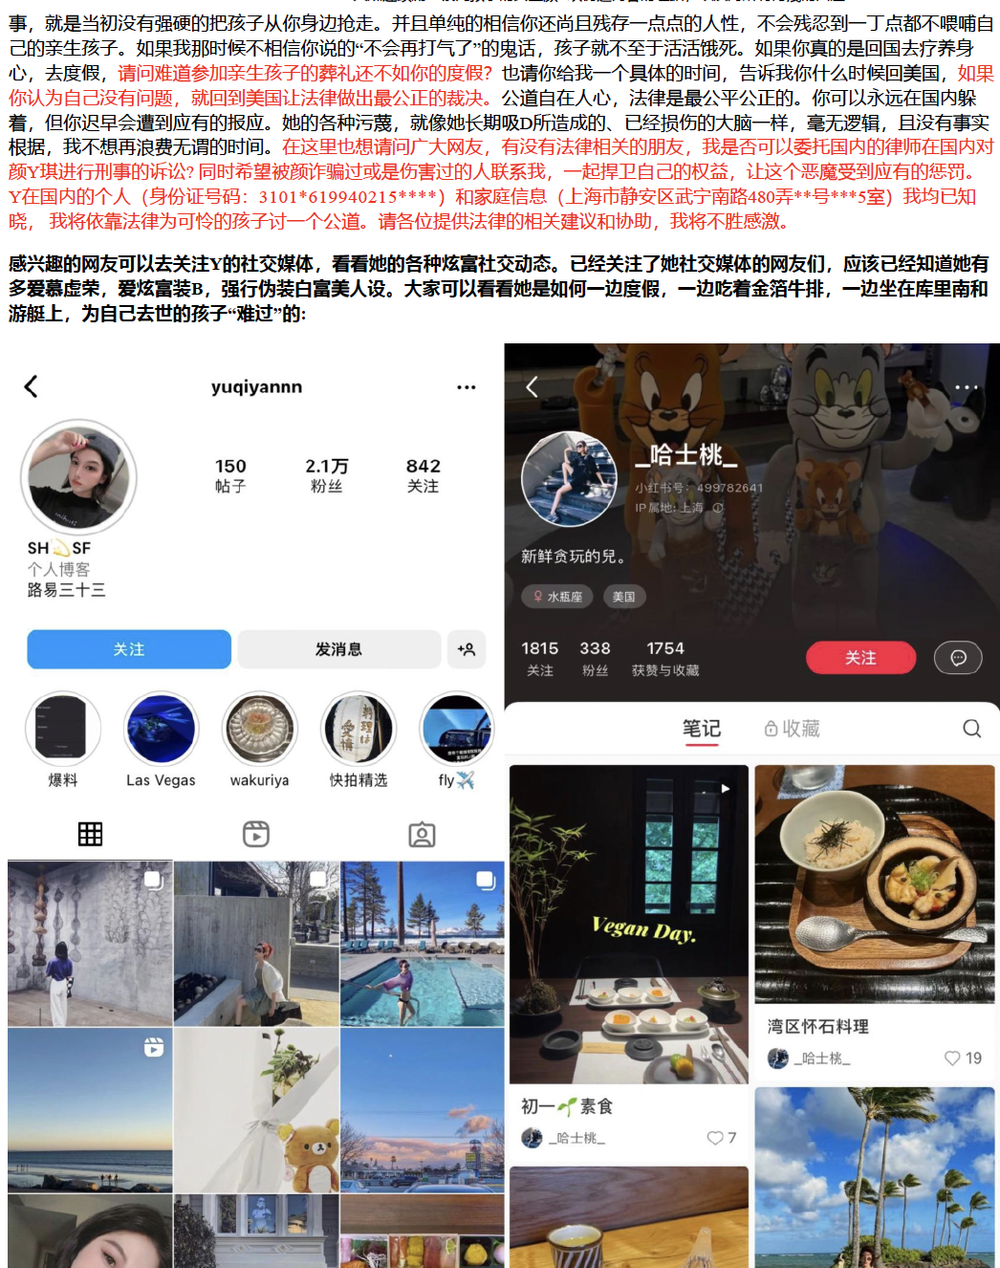 事，就是当初没有强硬的把孩子从你身边抢走。并且单纯的相信你还尚且残存一点点的人性，不会残忍到一丁点都不喂哺自
己的亲生孩子。如果我那时候不相信你说的“不会再打气了”的鬼话，孩子就不至于活活饿死。如果你真的是回国去疗养身
心，去度假，请问难道参加亲生孩子的葬礼还不如你的度假？也请你给我一个具体的时间，告诉我你什么时候回美国，如果
你认为自己没有问题，就回到美国让法律做出最公正的裁决。公道自在人心，法律是最公平公正的。你可以永远在国内躲
着，但你迟早会遭到应有的报应。她的各种污蔑，就像她长期吸D所造成的、已经损伤的大脑一样，毫无逻辑，且没有事实
根据，我不想再浪费无谓的时间。在这里也想请问广大网友，有没有法律相关的朋友，我是否可以委托国内的律师在国内对
颜Y琪进行刑事的诉讼? 同时希望被颜诈骗过或是伤害过的人联系我，一起捍卫自己的权益，让这个恶魔受到应有的惩罚。
Y在国内的个人（身份证号码：3101*619940215****）和家庭信息（上海市静安区武宁南路480弄**号***5室）我均已知
晓， 我将依靠法律为可怜的孩子讨一个公道。请各位提供法律的相关建议和协助，我将不胜感激。
感兴趣的网友可以去关注Y的社交媒体，看看她的各种炫富社交动态。已经关注了她社交媒体的网友们，应该已经知道她有
多爱慕虚荣，爱炫富装B，强行伪装白富美人设。大家可以看看她是如何一边度假，一边吃着金箔牛排，一边坐在库里南和
游艇上，为自己去世的孩子“难过”的:
yuqiyannn
150
2.1万
842
帖子
粉丝
关注
SH💫SF
个人博客
路易三十三
关注
发消息
爆料
Las Vegas
wakuriya
快拍精选
fly✈️
_哈士桃_
小红书号：499782641
IP属地：上海
新鲜贪玩的兒。
水瓶座
美国
1815
338
1754
关注
粉丝
获赞与收藏
关注
笔记
收藏
Vegan Day.
初一🌱素食
_哈士桃_
7
湾区怀石料理
_哈士桃_
19